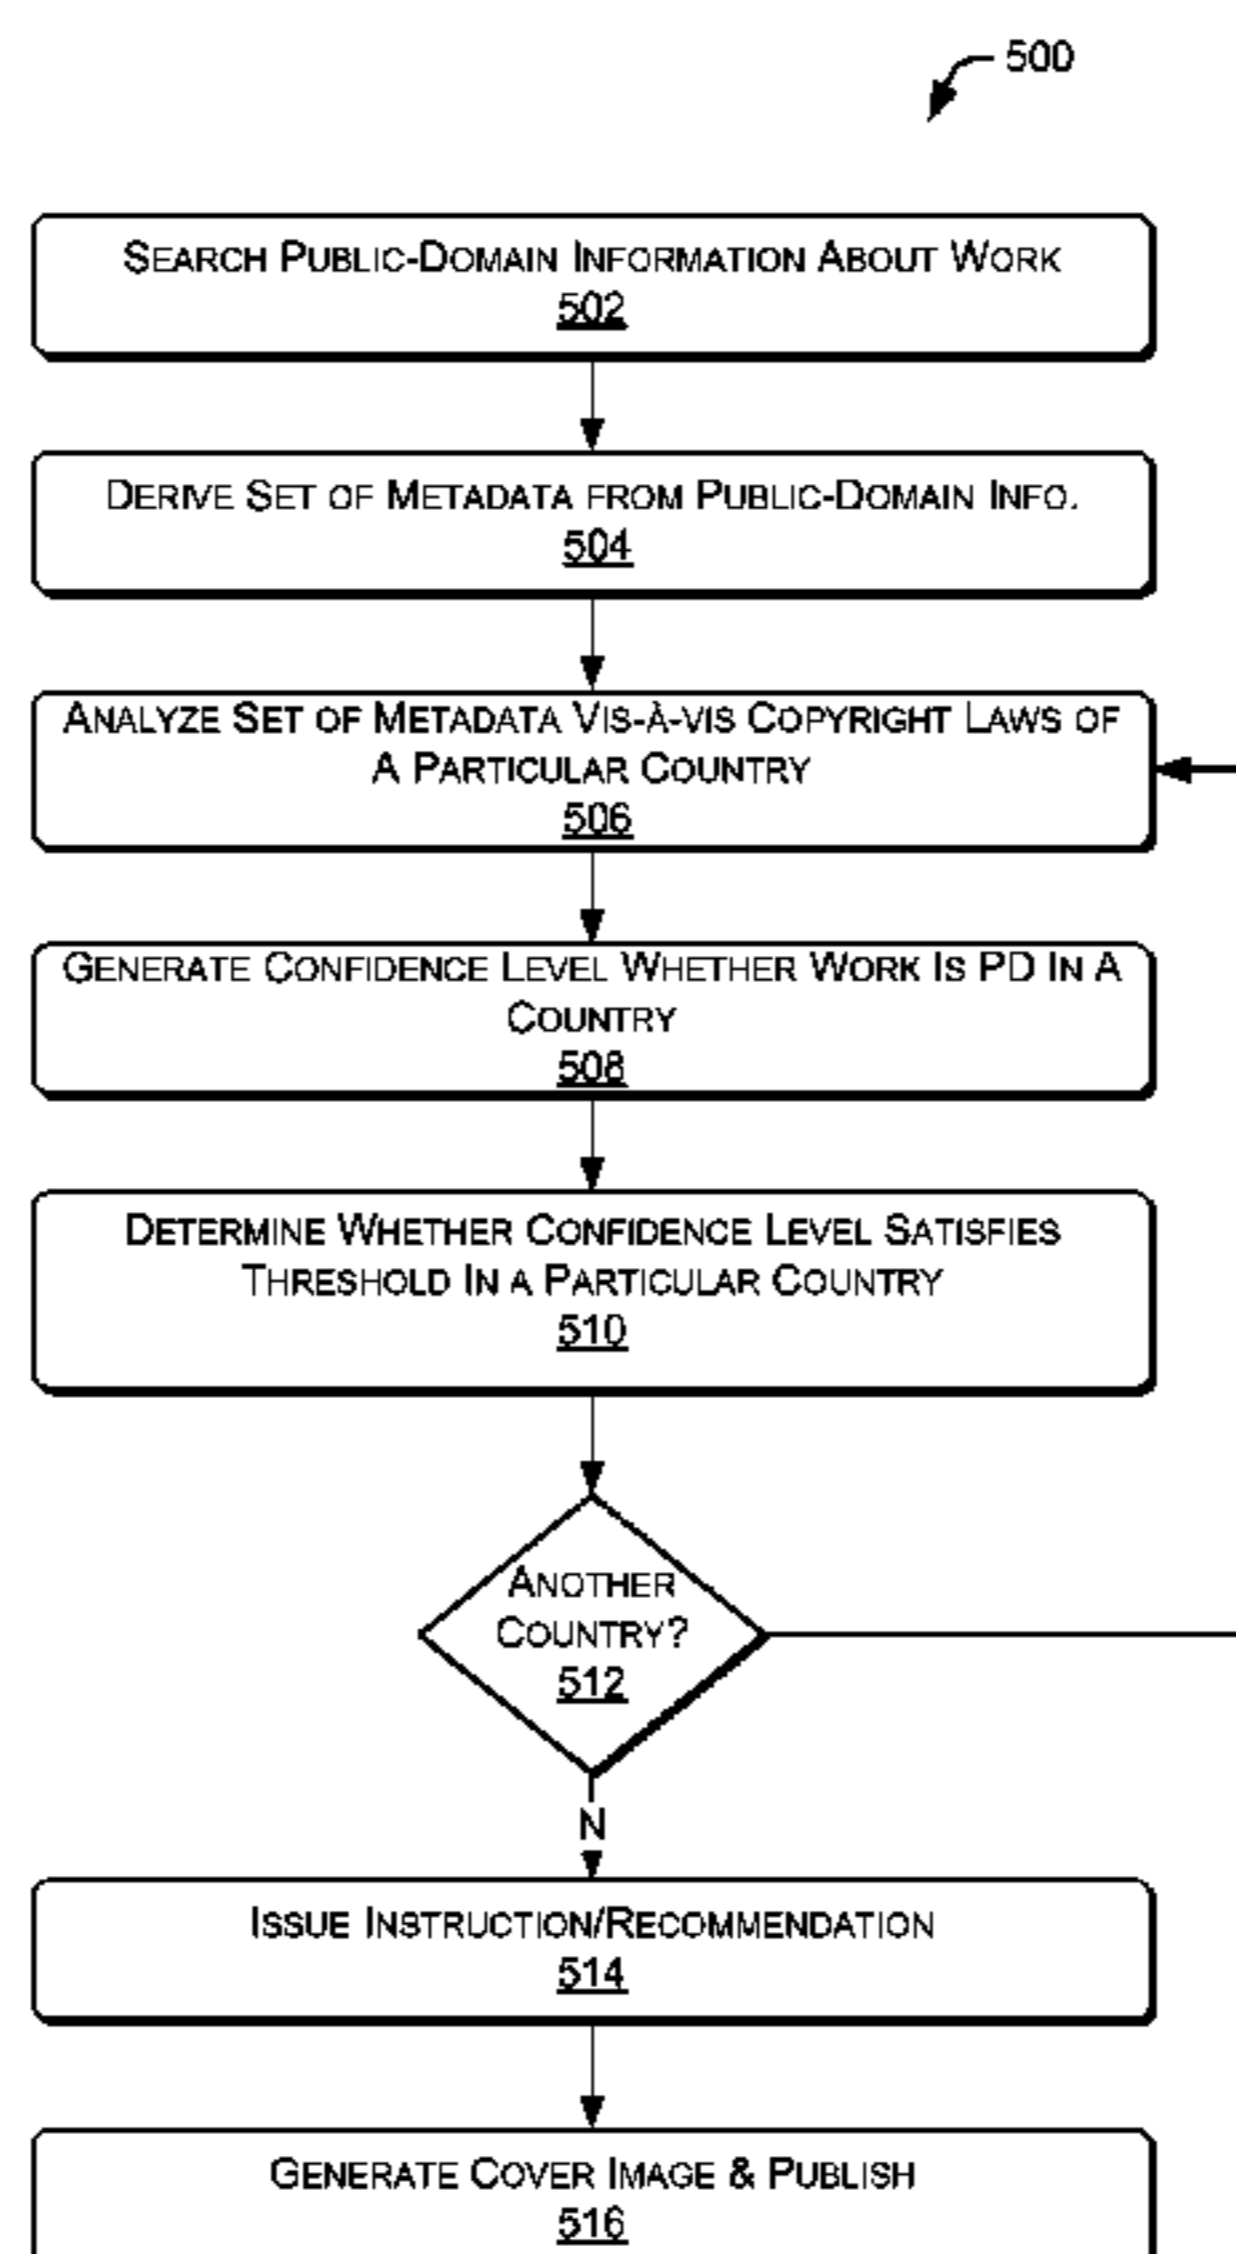 500
SEARCH PUBLIC-DOMAIN INFORMATION ABOUT WORK
502
DERIVE SET OF METADATA FROM PUBLIC-DOMAIN INFO.
504
ANALYZE SET OF METADATA VIS-À-VIS COPYRIGHT LAWS OF
A PARTICULAR COUNTRY
506
GENERATE CONFIDENCE LEVEL WHETHER WORK IS PD IN A
COUNTRY
508
DETERMINE WHETHER CONFIDENCE LEVEL SATISFIES
THRESHOLD IN A PARTICULAR COUNTRY
510
ANOTHER
COUNTRY?
512
N
ISSUE INSTRUCTION/RECOMMENDATION
514
GENERATE COVER IMAGE & PUBLISH
516